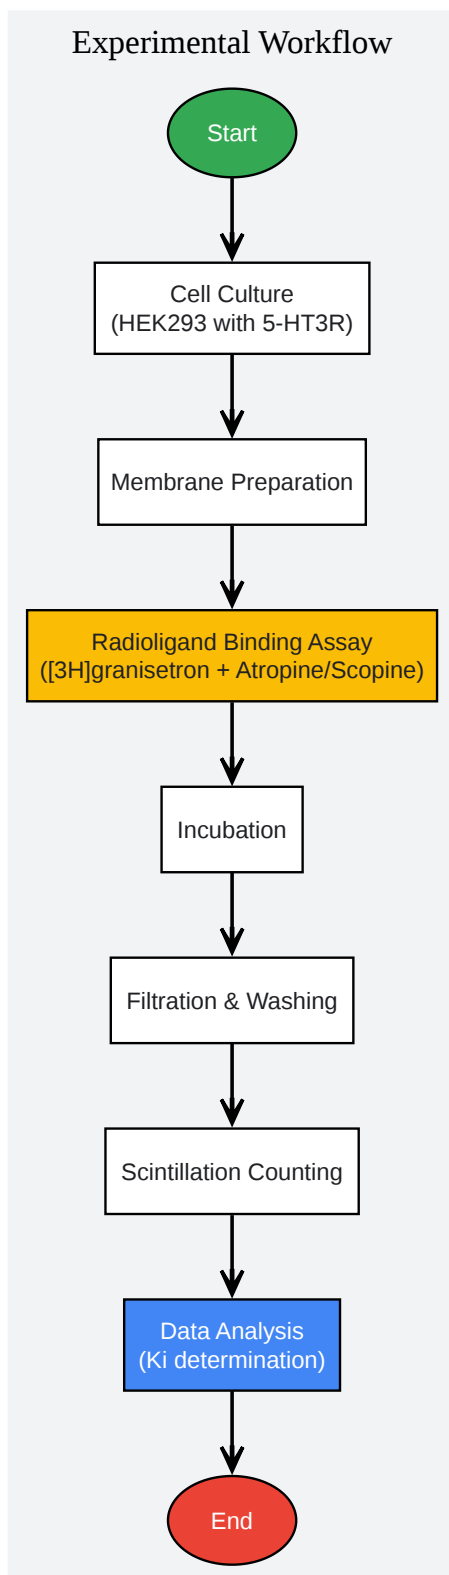 Experimental Workflow
Start
Cell Culture
(HEK293 with 5-HT3R)
Membrane Preparation
Radioligand Binding Assay
([3H]granisetron + Atropine/Scopine)
Incubation
Filtration & Washing
Scintillation Counting
Data Analysis
(Ki determination)
End